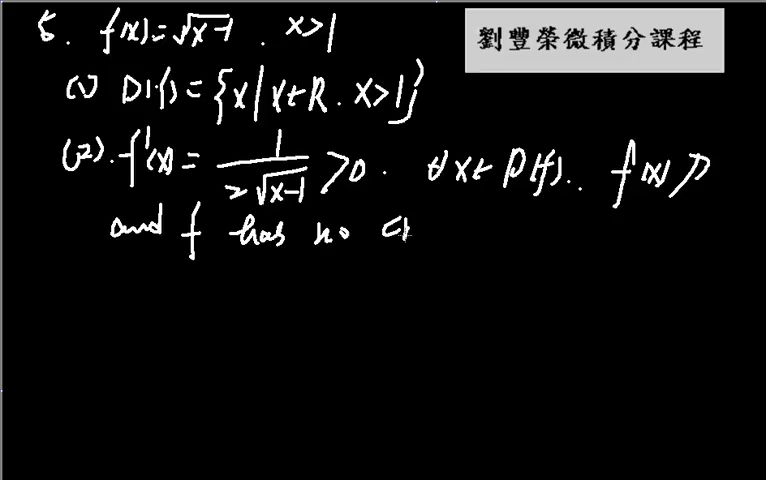 5. f(x)=√x-1 . x>1
劉豐榮微積分課程
(1) D(f)={x|x∈R. x>1}
(2). f'(x)= 1/2√x-1 >0. ∀x∈D(f). f(x)↗
and f has no